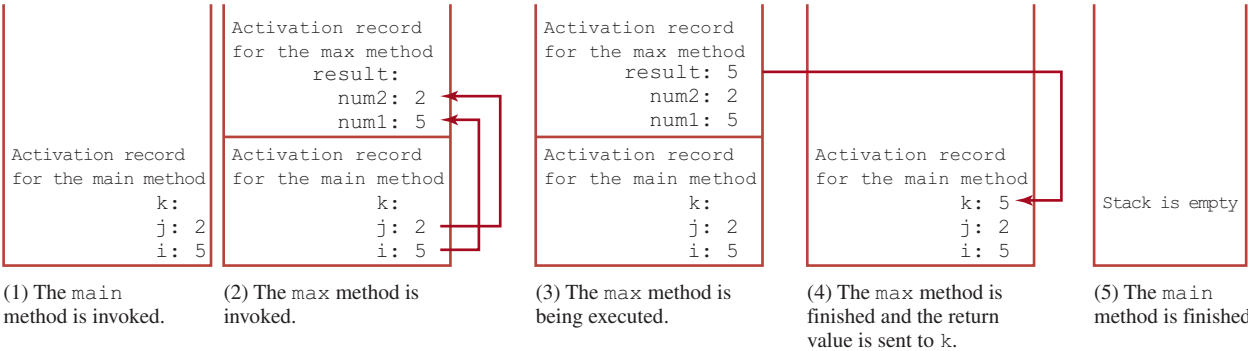 Activation record
for the main method
k:
j: 2
i: 5
(1) The main
method is invoked.
Activation record
for the max method
result:
num2: 2
num1: 5
Activation record
for the main method
k:
j: 2
i: 5
(2) The max method is
invoked.
Activation record
for the max method
result: 5
num2: 2
num1: 5
Activation record
for the main method
k:
j: 2
i: 5
(3) The max method is
being executed.
Activation record
for the main method
k: 5
j: 2
i: 5
(4) The max method is
finished and the return
value is sent to k.
Stack is empty
(5) The main
method is finished